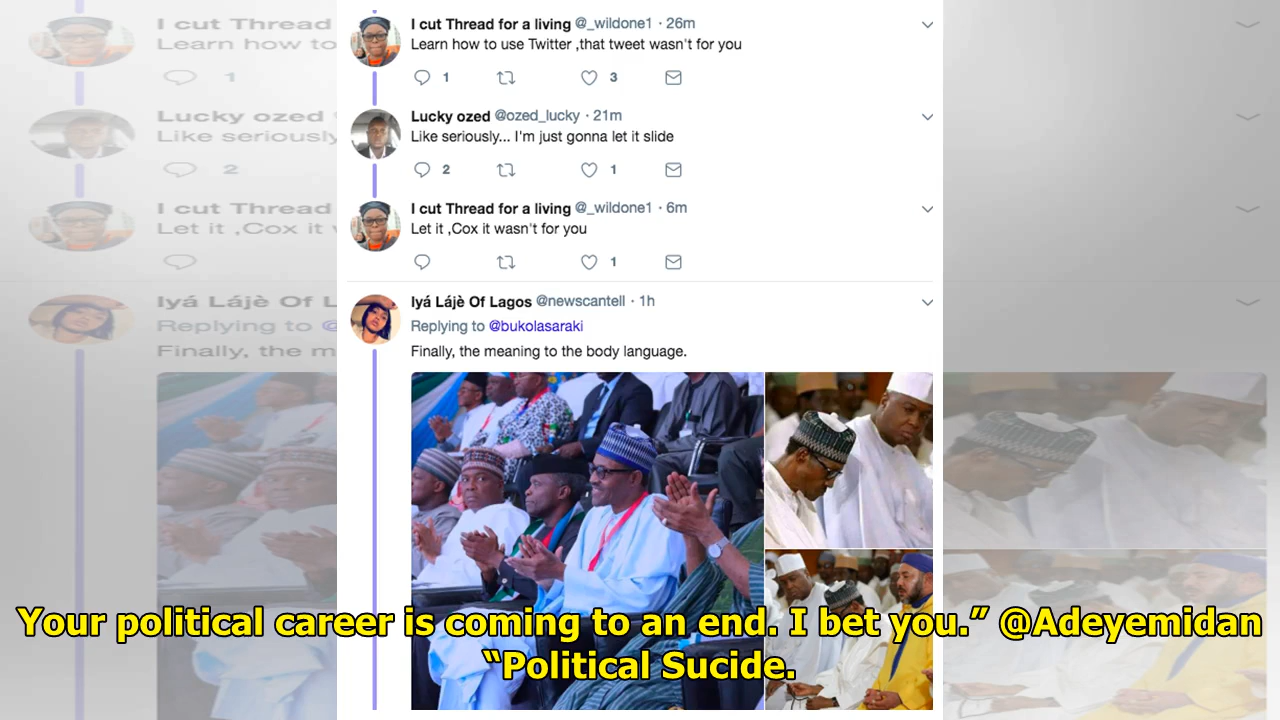 I cut Thread for a living @_wildone1 · 26m
Learn how to use Twitter ,that tweet wasn't for you
1 3
Lucky ozed @ozed_lucky · 21m
Like seriously... I'm just gonna let it slide
2 1
I cut Thread for a living @_wildone1 · 6m
Let it ,Cox it wasn't for you
1
Iyá Lájè Of Lagos @newscantell · 1h
Replying to @bukolasaraki
Finally, the meaning to the body language.
Your political career is coming to an end. I bet you.” @Adeyemidan
“Political Sucide.